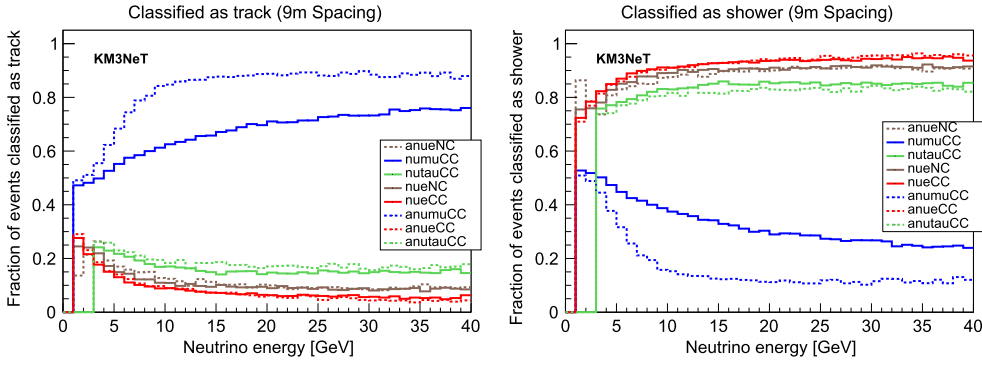 Classified as track (9m Spacing)
Fraction of events classified as track
1
0.8
0.6
0.4
0.2
0
KM3NeT
anueNC
numuCC
nutauCC
nueNC
nueCC
anumuCC
anueCC
anutauCC
0 5 10 15 20 25 30 35 40
Neutrino energy [GeV]
Classified as shower (9m Spacing)
Fraction of events classified as shower
1
0.8
0.6
0.4
0.2
0
KM3NeT
anueNC
numuCC
nutauCC
nueNC
nueCC
anumuCC
anueCC
anutauCC
0 5 10 15 20 25 30 35 40
Neutrino energy [GeV]